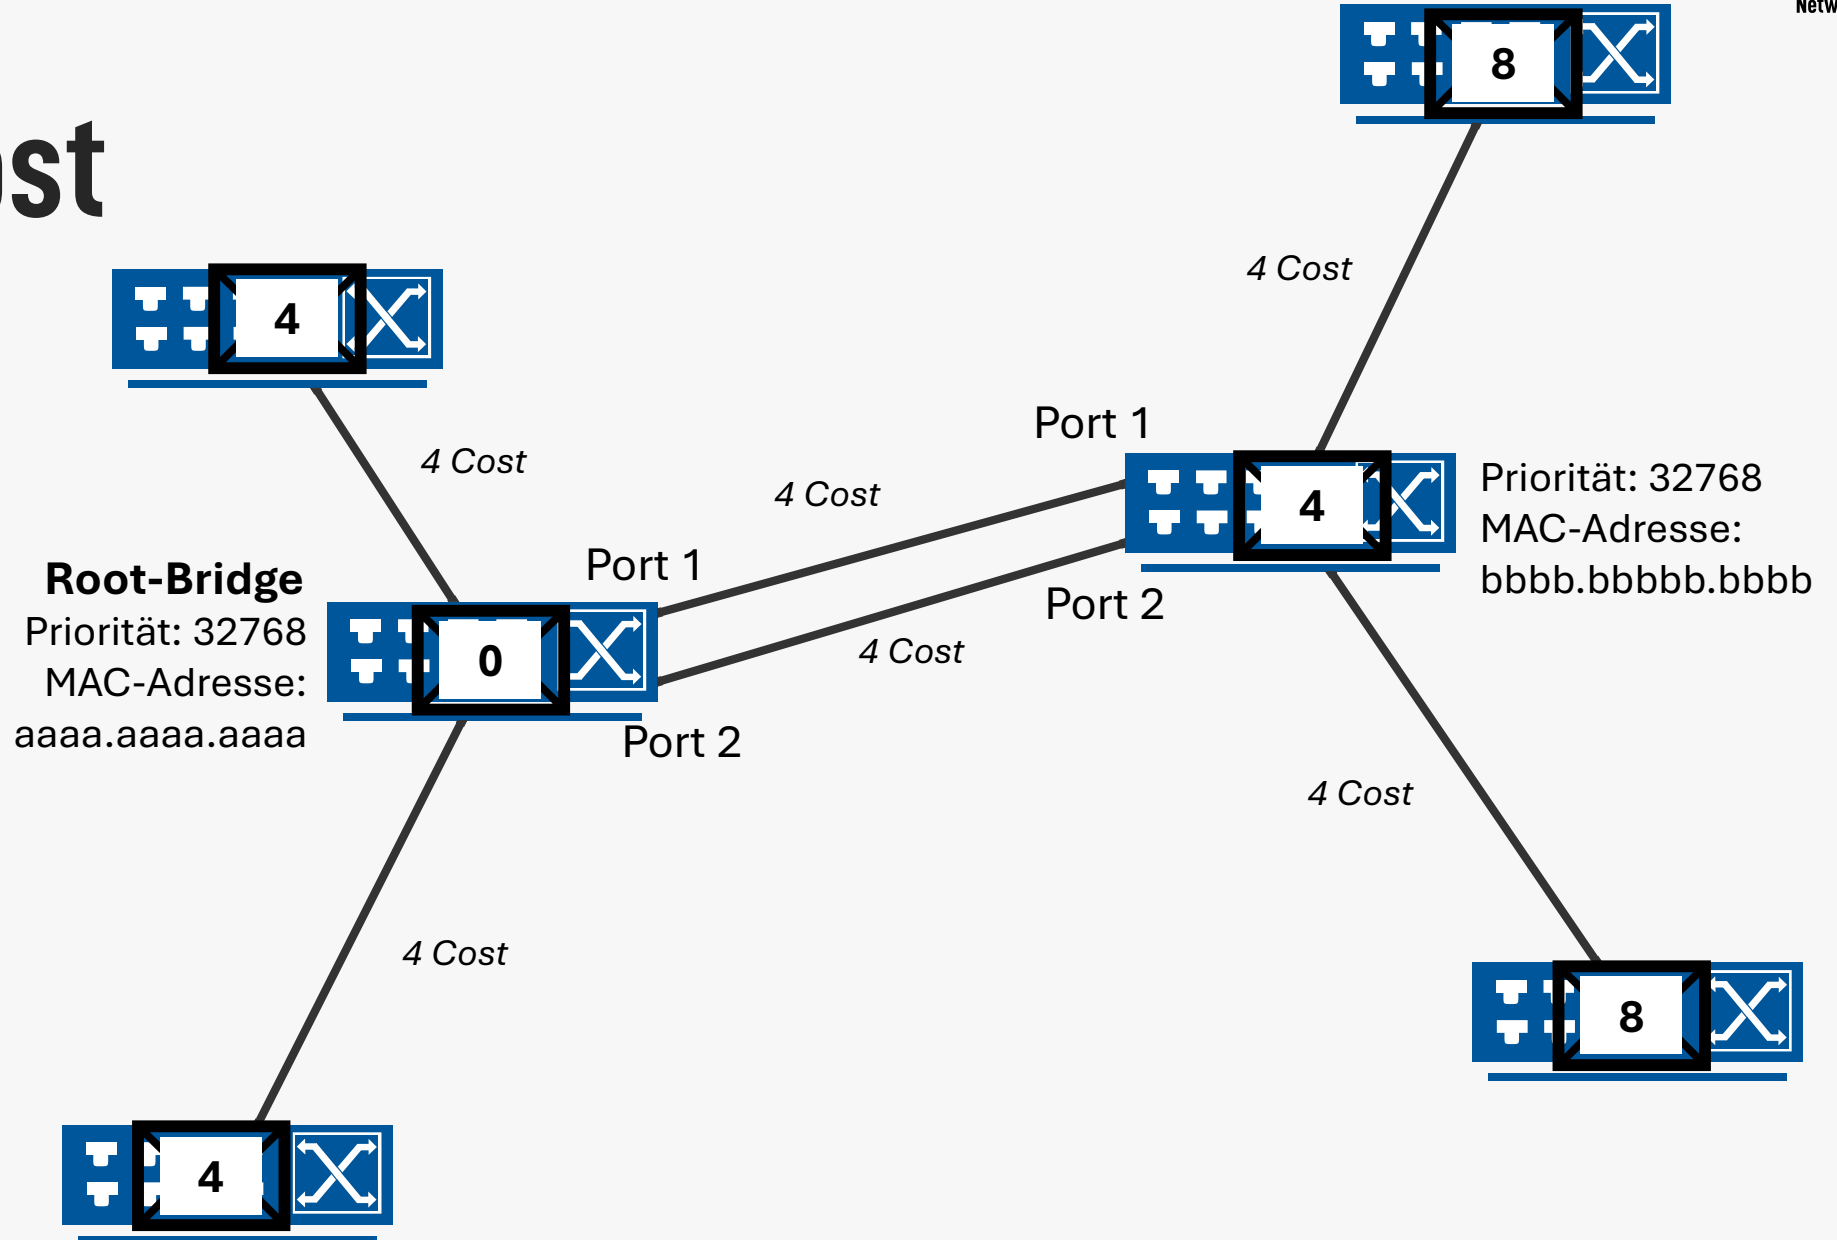 8
4
4 Cost
4 Cost
Port 1
4 Cost
4
Priorität: 32768
MAC-Adresse:
bbbb.bbbbb.bbbb
Port 1
Port 2
Root-Bridge
Priorität: 32768
MAC-Adresse:
aaaa.aaaa.aaaa
0
4 Cost
Port 2
4 Cost
4 Cost
8
4